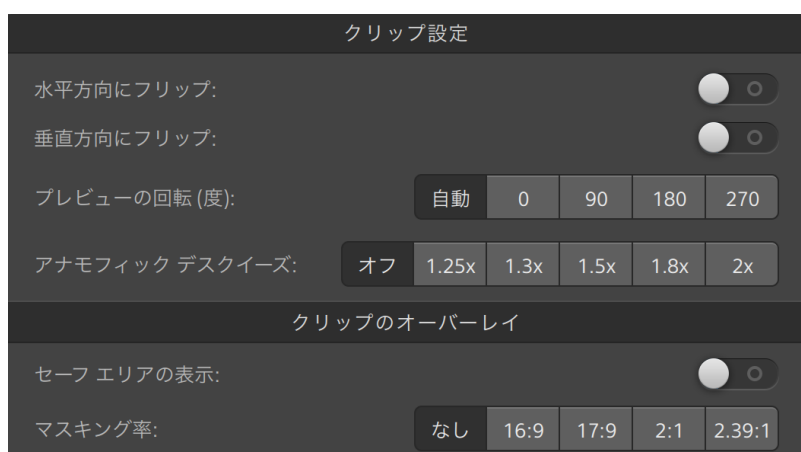 クリップ設定
水平方向にフリップ:
垂直方向にフリップ:
プレビューの回転 (度): 自動 0 90 180 270
アナモフィック デスクイーズ: オフ 1.25x 1.3x 1.5x 1.8x 2x
クリップのオーバーレイ
セーフ エリアの表示:
マスキング率: なし 16:9 17:9 2:1 2.39:1